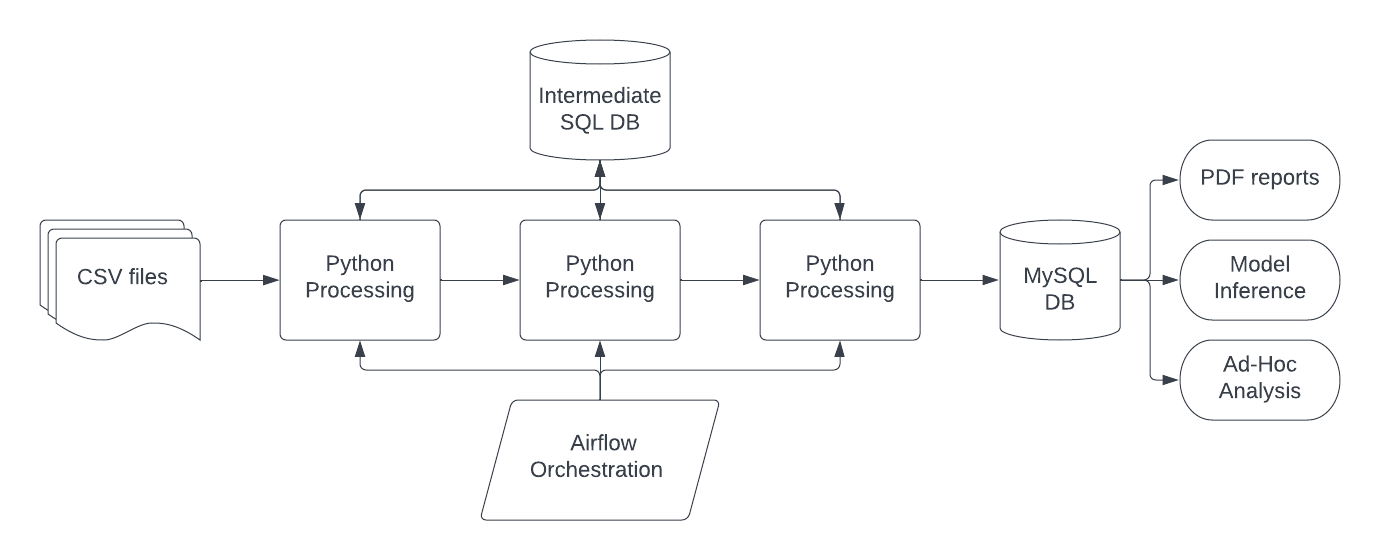 Intermediate
SQL DB
PDF reports
CSV files
Python
Processing
Python
Processing
Python
Processing
MySQL
DB
Model
Inference
Ad-Hoc
Analysis
Airflow
Orchestration